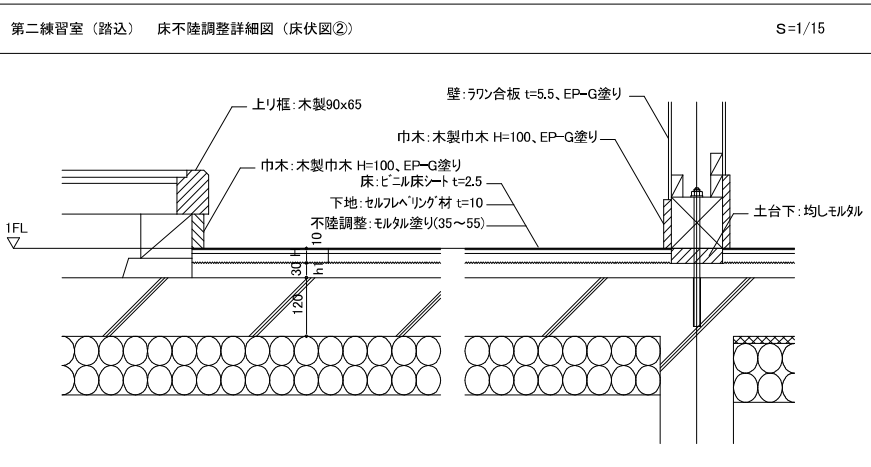 第二練習室（踏込）　床不陸調整詳細図（床伏図②）
S=1/15
上り框：木製90x65
巾木：木製巾木 H=100、EP-G塗り
床：ビニル床シート t=2.5
下地：セルフレベリング材 t=10
不陸調整：モルタル塗り(35～55)
壁：ラワン合板 t=5.5、EP-G塗り
巾木：木製巾木 H=100、EP-G塗り
土台下：均しモルタル
1FL
10
H
30
h1
120